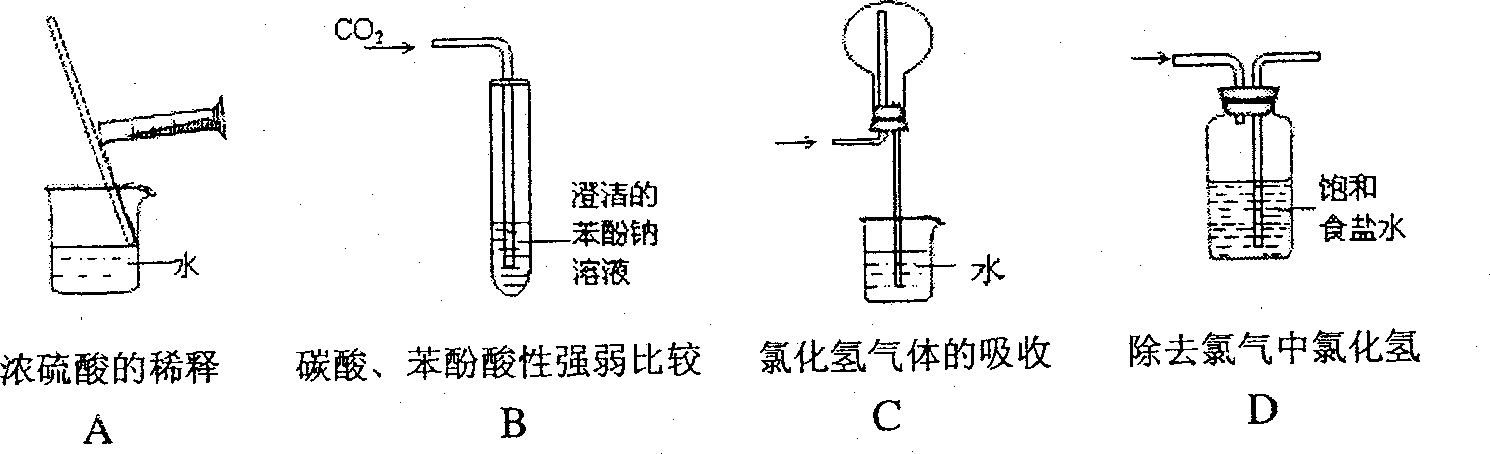 CO₂
水
澄洁的
苯酚钠
溶液
水
饱和
食盐水
浓硫酸的稀释
碳酸、苯酚酸性强弱比较
氯化氢气体的吸收
除去氯气中氯化氢
A
B
C
D